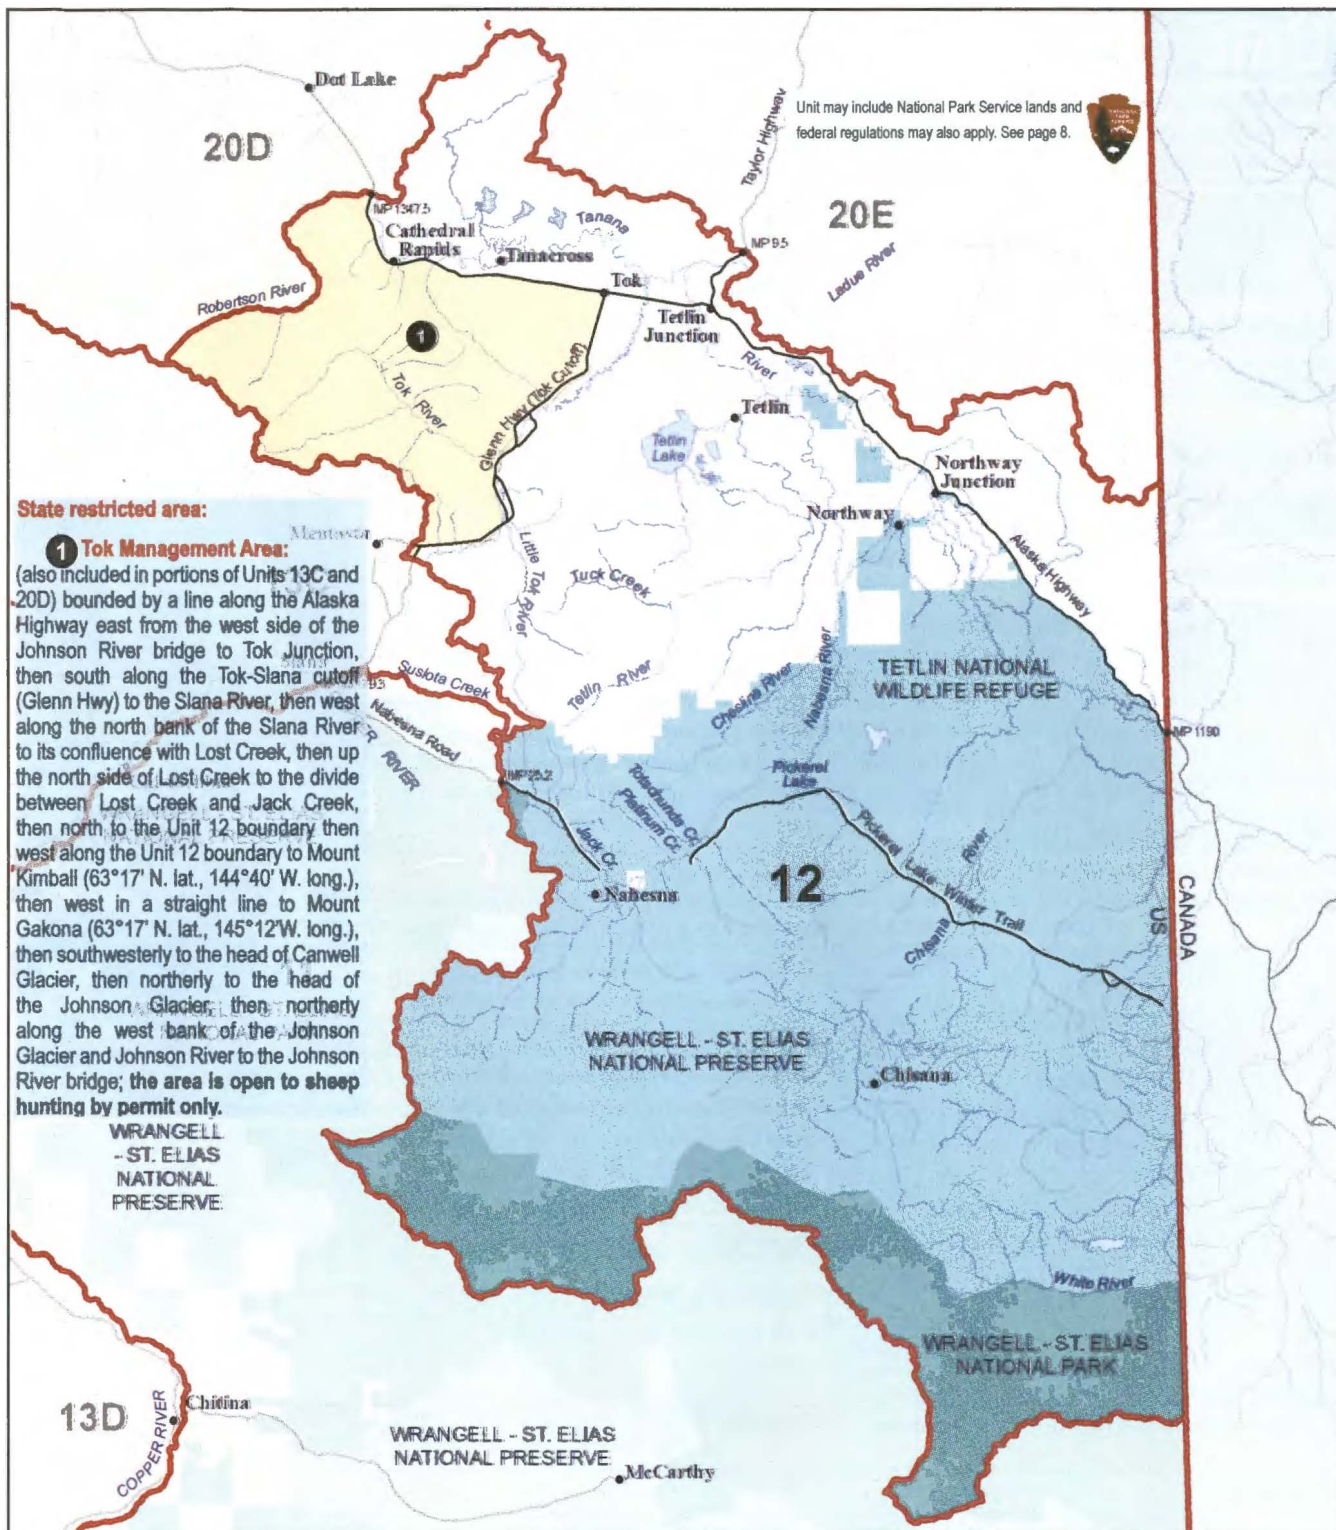 Dot Lake
20D
Unit may include National Park Service lands and
federal regulations may also apply. See page 8.
Taylor Highway
20E
MP 1347.5
Tanana
Cathedral
Rapids
Tanacross
MP 9.5
Ladue River
Robertson River
Tok
Tetlin
Junction
1
River
Tok River
Glenn Hwy (Tok Cutoff)
Tetlin
Tetlin
Lake
Northway
Junction
Northway
Alaska Highway
State restricted area:
Mentasta
1 Tok Management Area:
(also included in portions of Units 13C and
20D) bounded by a line along the Alaska
Highway east from the west side of the
Johnson River bridge to Tok Junction,
then south along the Tok-Slana cutoff
(Glenn Hwy) to the Slana River, then west
along the north bank of the Slana River
to its confluence with Lost Creek, then up
the north side of Lost Creek to the divide
between Lost Creek and Jack Creek,
then north to the Unit 12 boundary then
west along the Unit 12 boundary to Mount
Kimball (63°17' N. lat., 144°40' W. long.),
then west in a straight line to Mount
Gakona (63°17' N. lat., 145°12'W. long.),
then southwesterly to the head of Canwell
Glacier, then northerly to the head of
the Johnson Glacier, then northerly
along the west bank of the Johnson
Glacier and Johnson River to the Johnson
River bridge; the area is open to sheep
hunting by permit only.
Little Tok River
Tuck Creek
Suslota Creek
Tetlin River
Cheslina River
Nabesna River
TETLIN NATIONAL
WILDLIFE REFUGE
93
Nabesna Road
R RIVER
MP 25.2
MP 1190
Totschunda Cr.
Platinum Cr.
Pickerel
Lake
Jack Cr.
Pickerel Lake Winter Trail
River
Chisana
12
Nabesna
CANADA
US
WRANGELL - ST. ELIAS
NATIONAL PRESERVE
Chisana
WRANGELL
- ST. ELIAS
NATIONAL
PRESERVE
White River
WRANGELL - ST. ELIAS
NATIONAL PARK
13D
COPPER RIVER
Chitina
WRANGELL - ST. ELIAS
NATIONAL PRESERVE
McCarthy